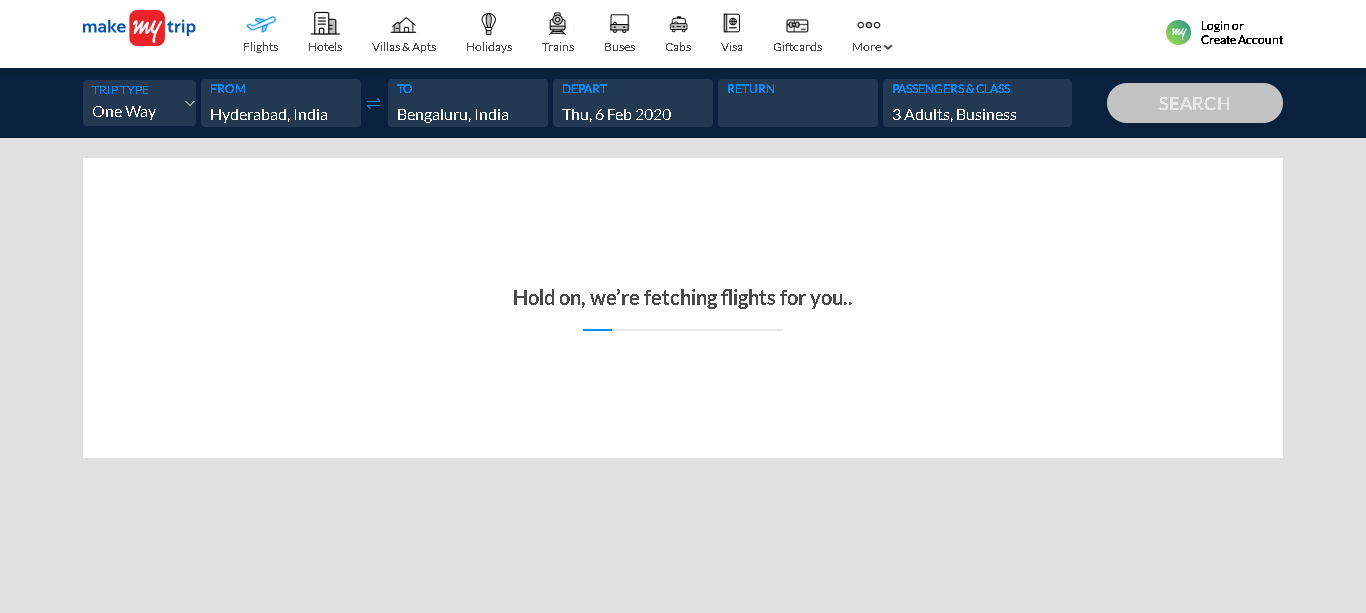 make my trip
Flights
Hotels
Villas & Apts
Holidays
Trains
Buses
Cabs
Visa
Giftcards
More
my
Login or
Create Account
TRIP TYPE
One Way
FROM
Hyderabad, India
TO
Bengaluru, India
DEPART
Thu, 6 Feb 2020
RETURN
PASSENGERS & CLASS
3 Adults, Business
SEARCH
Hold on, we’re fetching flights for you..